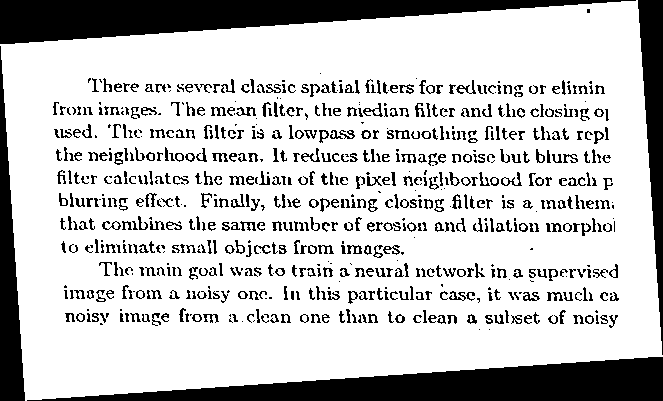 There are several classic spatial filters for reducing or elimin
from images. The mean filter, the median filter and the closing op
used. The mean filter is a lowpass or smoothing filter that repl
the neighborhood mean. It reduces the image noise but blurs the
filter calculates the median of the pixel neighborhood for each p
blurring effect. Finally, the opening closing filter is a mathema
that combines the same number of erosion and dilation morphol
to eliminate small objects from images.
The main goal was to train a neural network in a supervised
image from a noisy one. In this particular case, it was much ea
noisy image from a clean one than to clean a subset of noisy